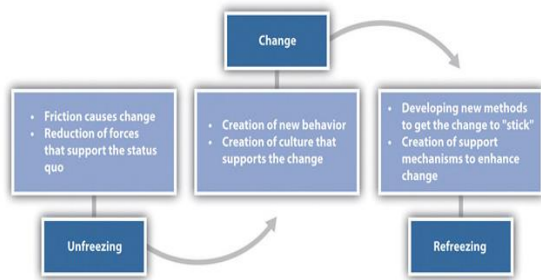 Change
• Friction causes change
• Reduction of forces
that support the status
quo
• Creation of new behavior
• Creation of culture that
supports the change
• Developing new methods
to get the change to "stick"
• Creation of support
mechanisms to enhance
change
Unfreezing
Refreezing